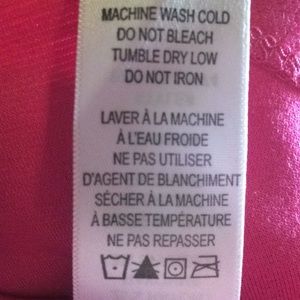 MACHINE WASH COLD
DO NOT BLEACH
TUMBLE DRY LOW
DO NOT IRON
LAVER À LA MACHINE
À L'EAU FROIDE
NE PAS UTILISER
D'AGENT DE BLANCHIMENT
SÉCHER À LA MACHINE
À BASSE TEMPÉRATURE
NE PAS REPASSER